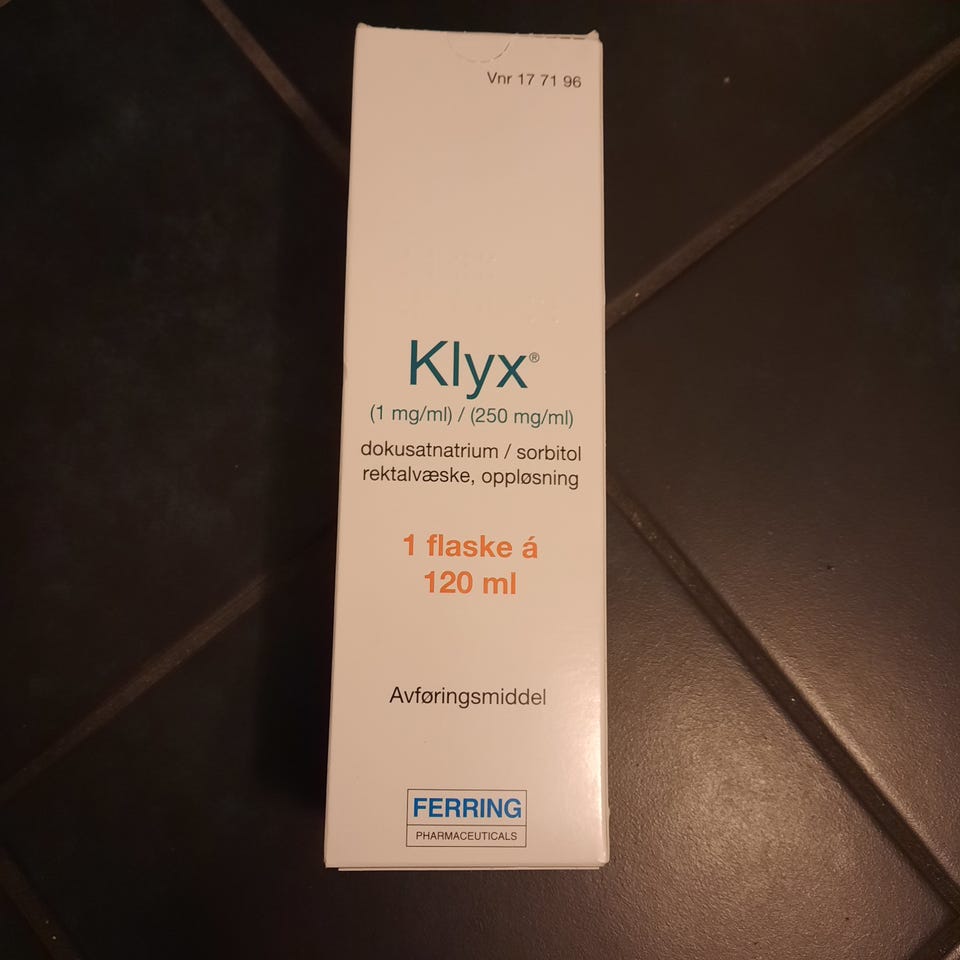 Vnr 17 71 96
Klyx®
(1 mg/ml) / (250 mg/ml)
dokusatnatrium / sorbitol
rektalvæske, oppløsning
1 flaske á
120 ml
Avføringsmiddel
FERRING
PHARMACEUTICALS